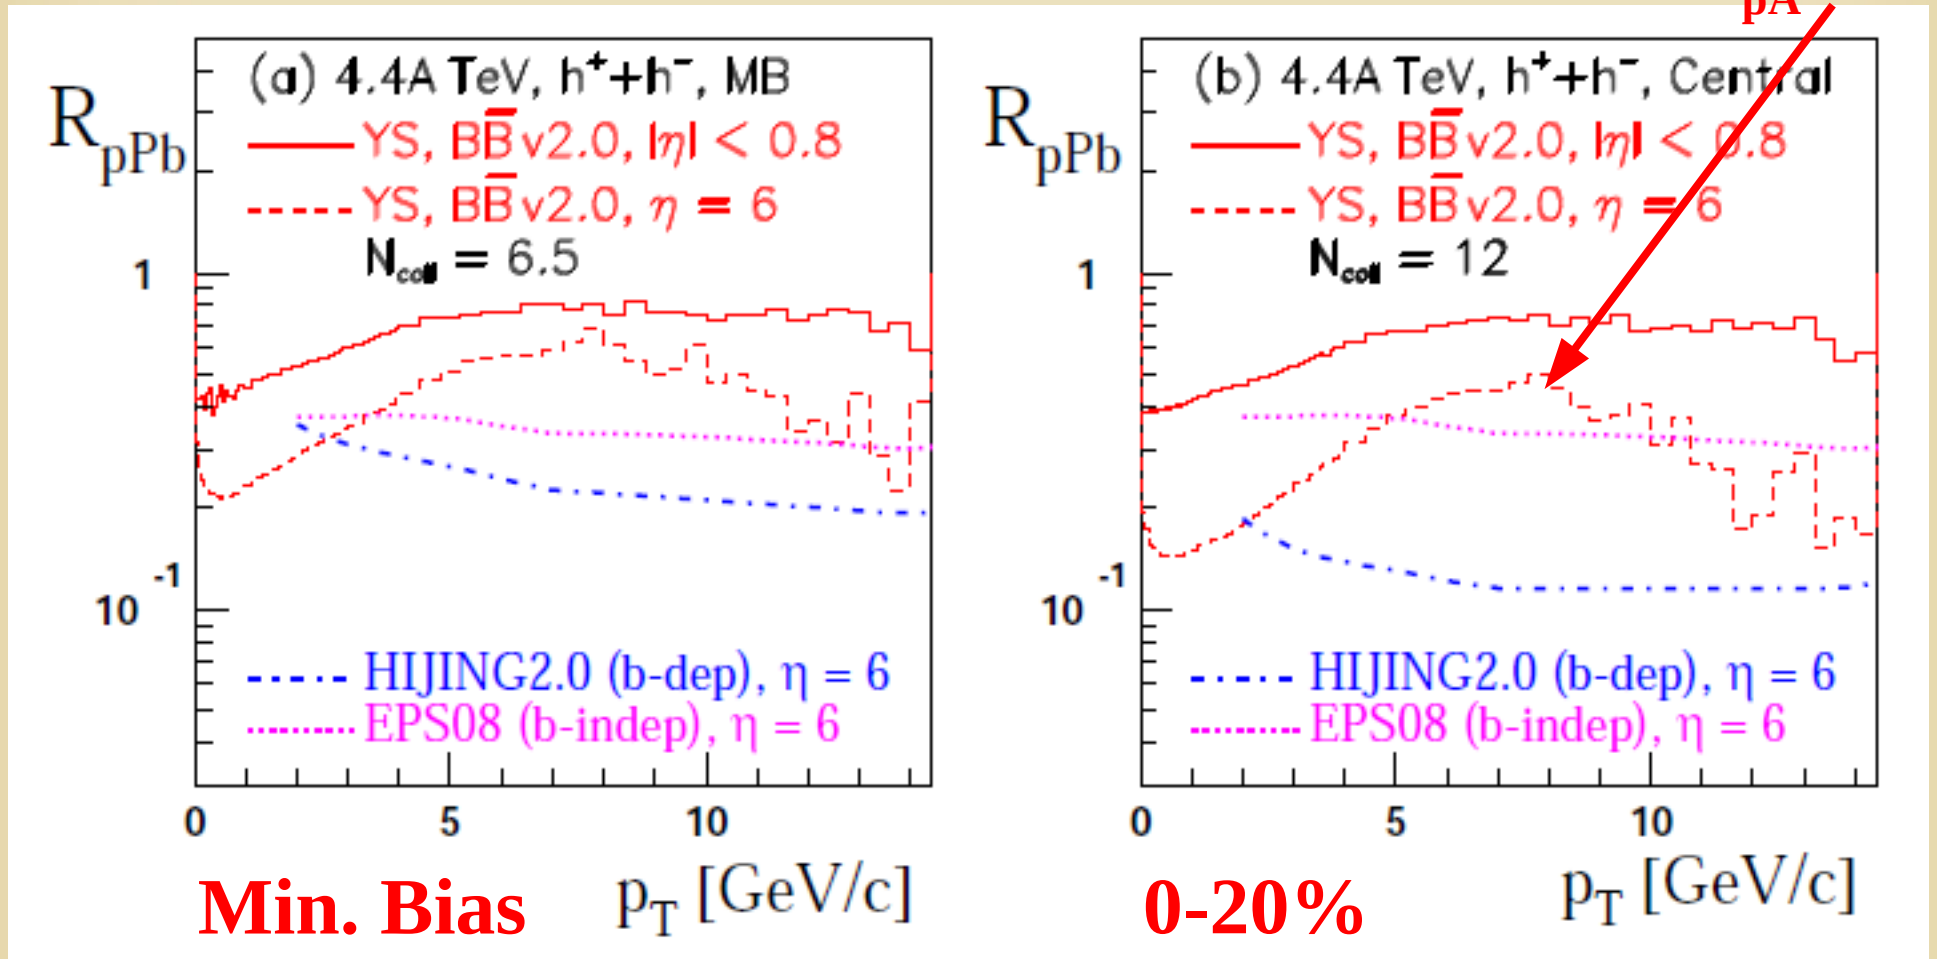 pA
(a) 4.4A TeV, h⁺+h⁻, MB
R_pPb
YS, BB̅ v2.0, |η| < 0.8
YS, BB̅ v2.0, η = 6
N_coll = 6.5
1
10⁻¹
HIJING2.0 (b-dep), η = 6
EPS08 (b-indep), η = 6
0 5 10
Min. Bias p_T [GeV/c]
(b) 4.4A TeV, h⁺+h⁻, Central
R_pPb
YS, BB̅ v2.0, |η| < 0.8
YS, BB̅ v2.0, η = 6
N_coll = 12
1
10⁻¹
HIJING2.0 (b-dep), η = 6
EPS08 (b-indep), η = 6
0 5 10
0-20% p_T [GeV/c]